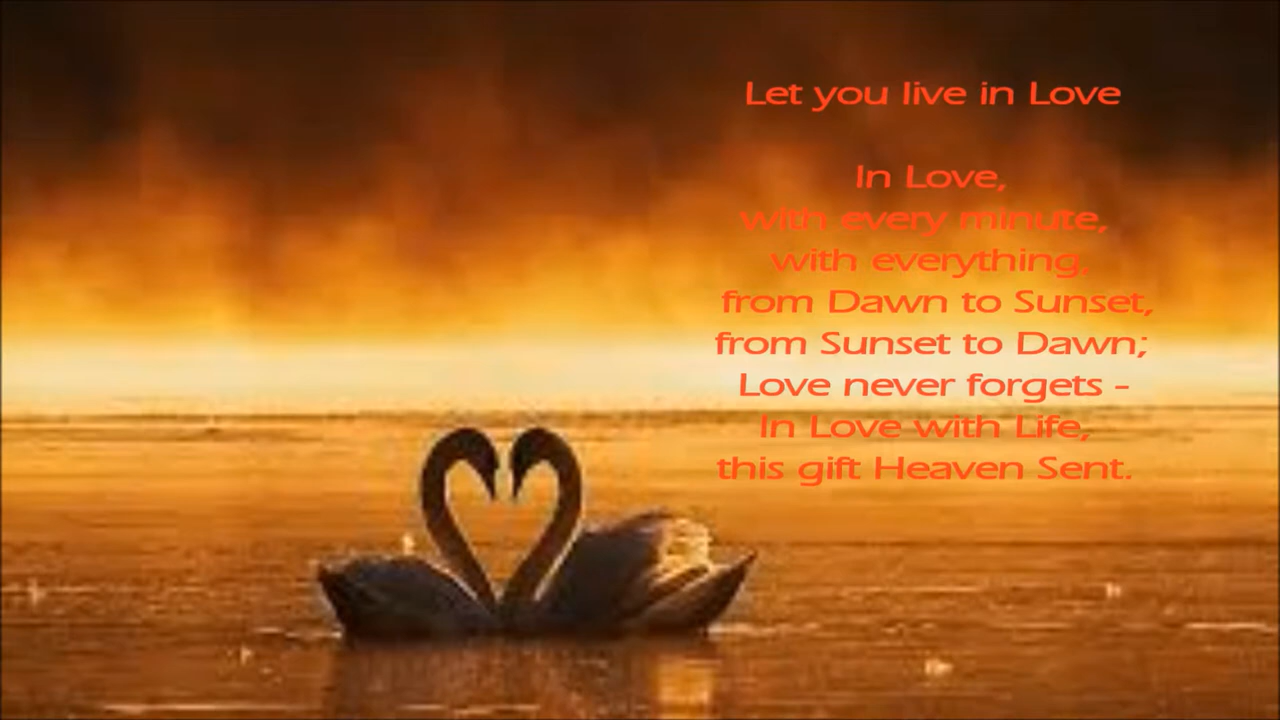 Let you live in Love
In Love,
with every minute,
with everything,
from Dawn to Sunset,
from Sunset to Dawn;
Love never forgets -
In Love with Life,
this gift Heaven Sent.